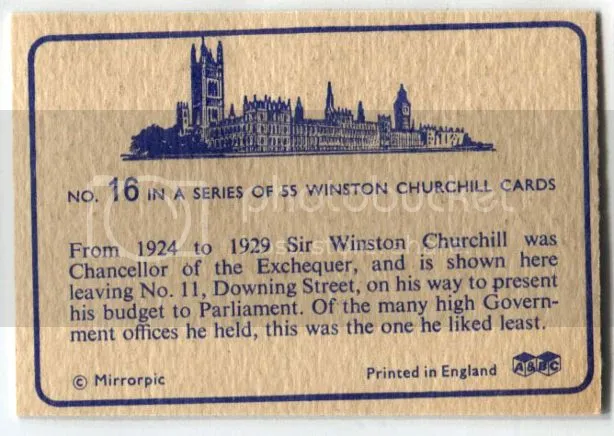 NO. 16 IN A SERIES OF 55 WINSTON CHURCHILL CARDS
From 1924 to 1929 Sir Winston Churchill was
Chancellor of the Exchequer, and is shown here
leaving No. 11, Downing Street, on his way to present
his budget to Parliament. Of the many high Govern-
ment offices he held, this was the one he liked least.
© Mirrorpic
Printed in England
A&BC
photobucket